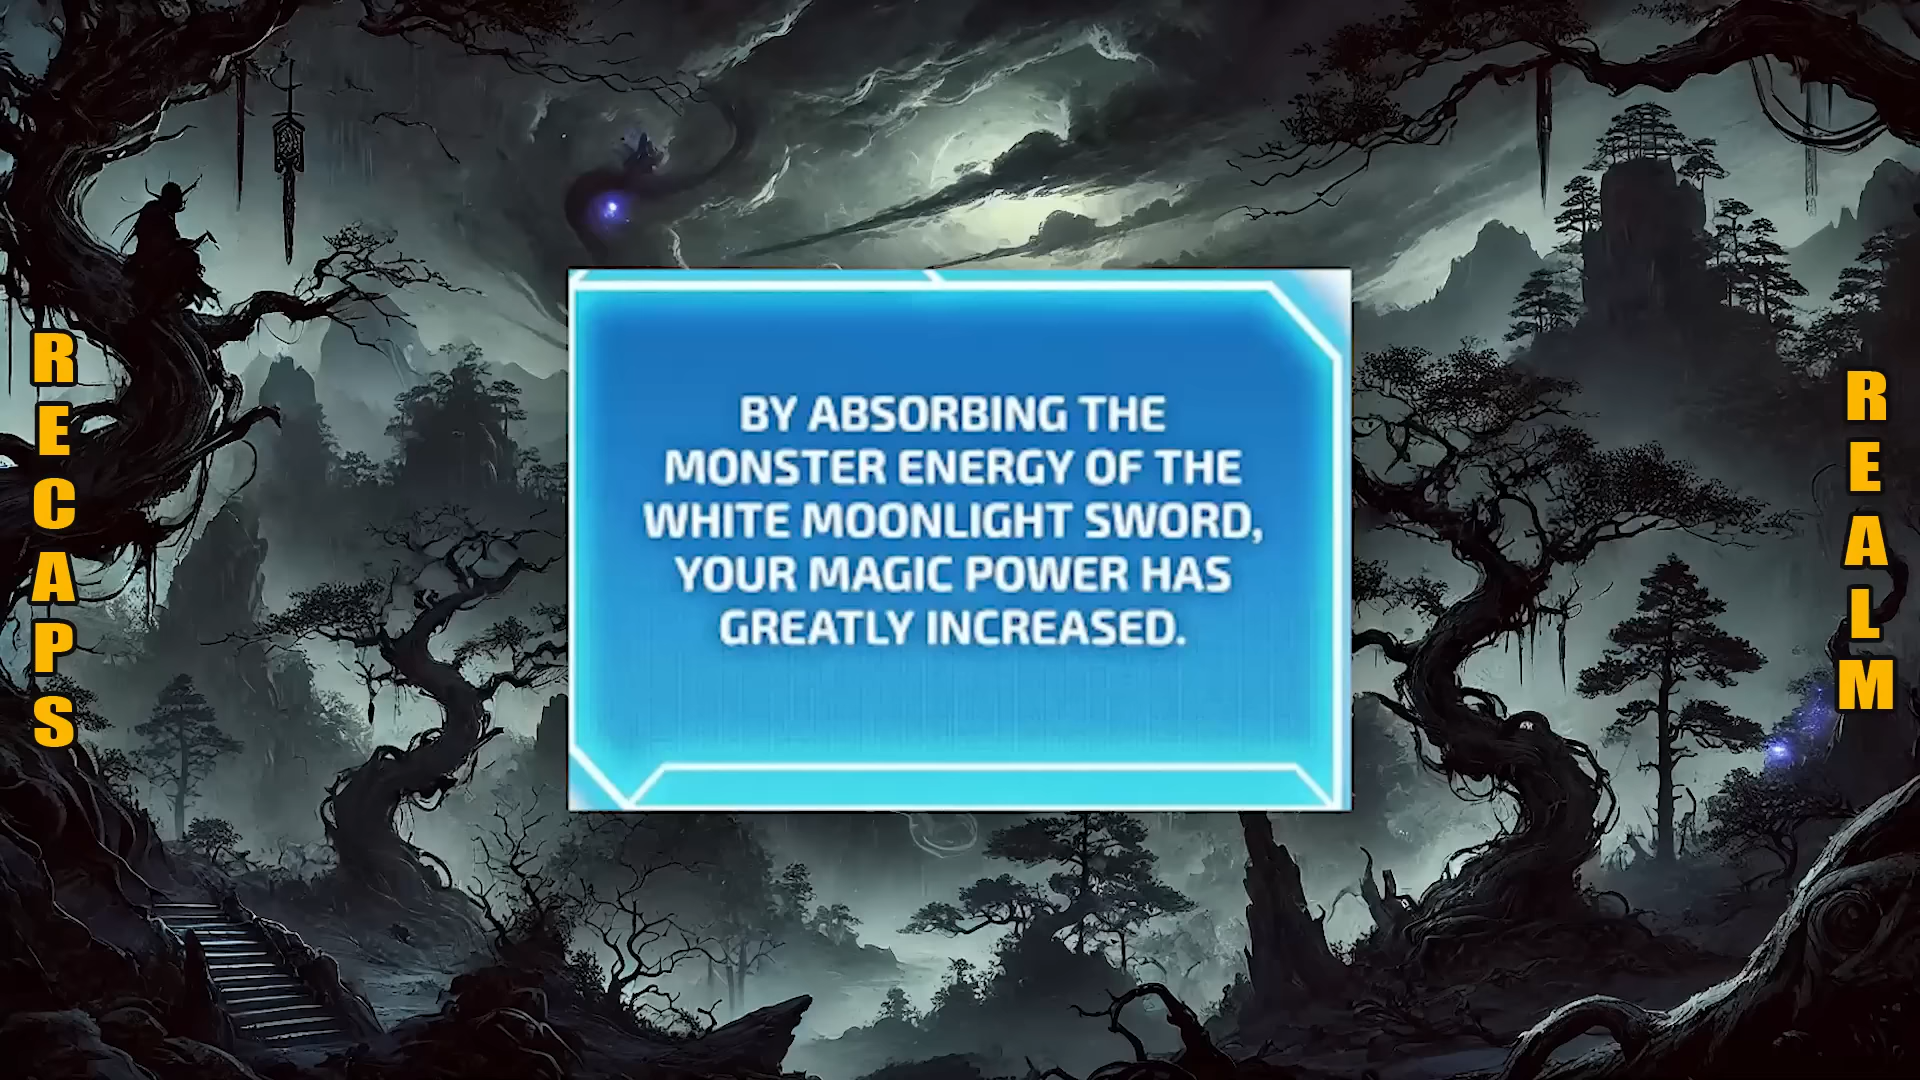 RECAPS
BY ABSORBING THE
MONSTER ENERGY OF THE
WHITE MOONLIGHT SWORD,
YOUR MAGIC POWER HAS
GREATLY INCREASED.
REALM